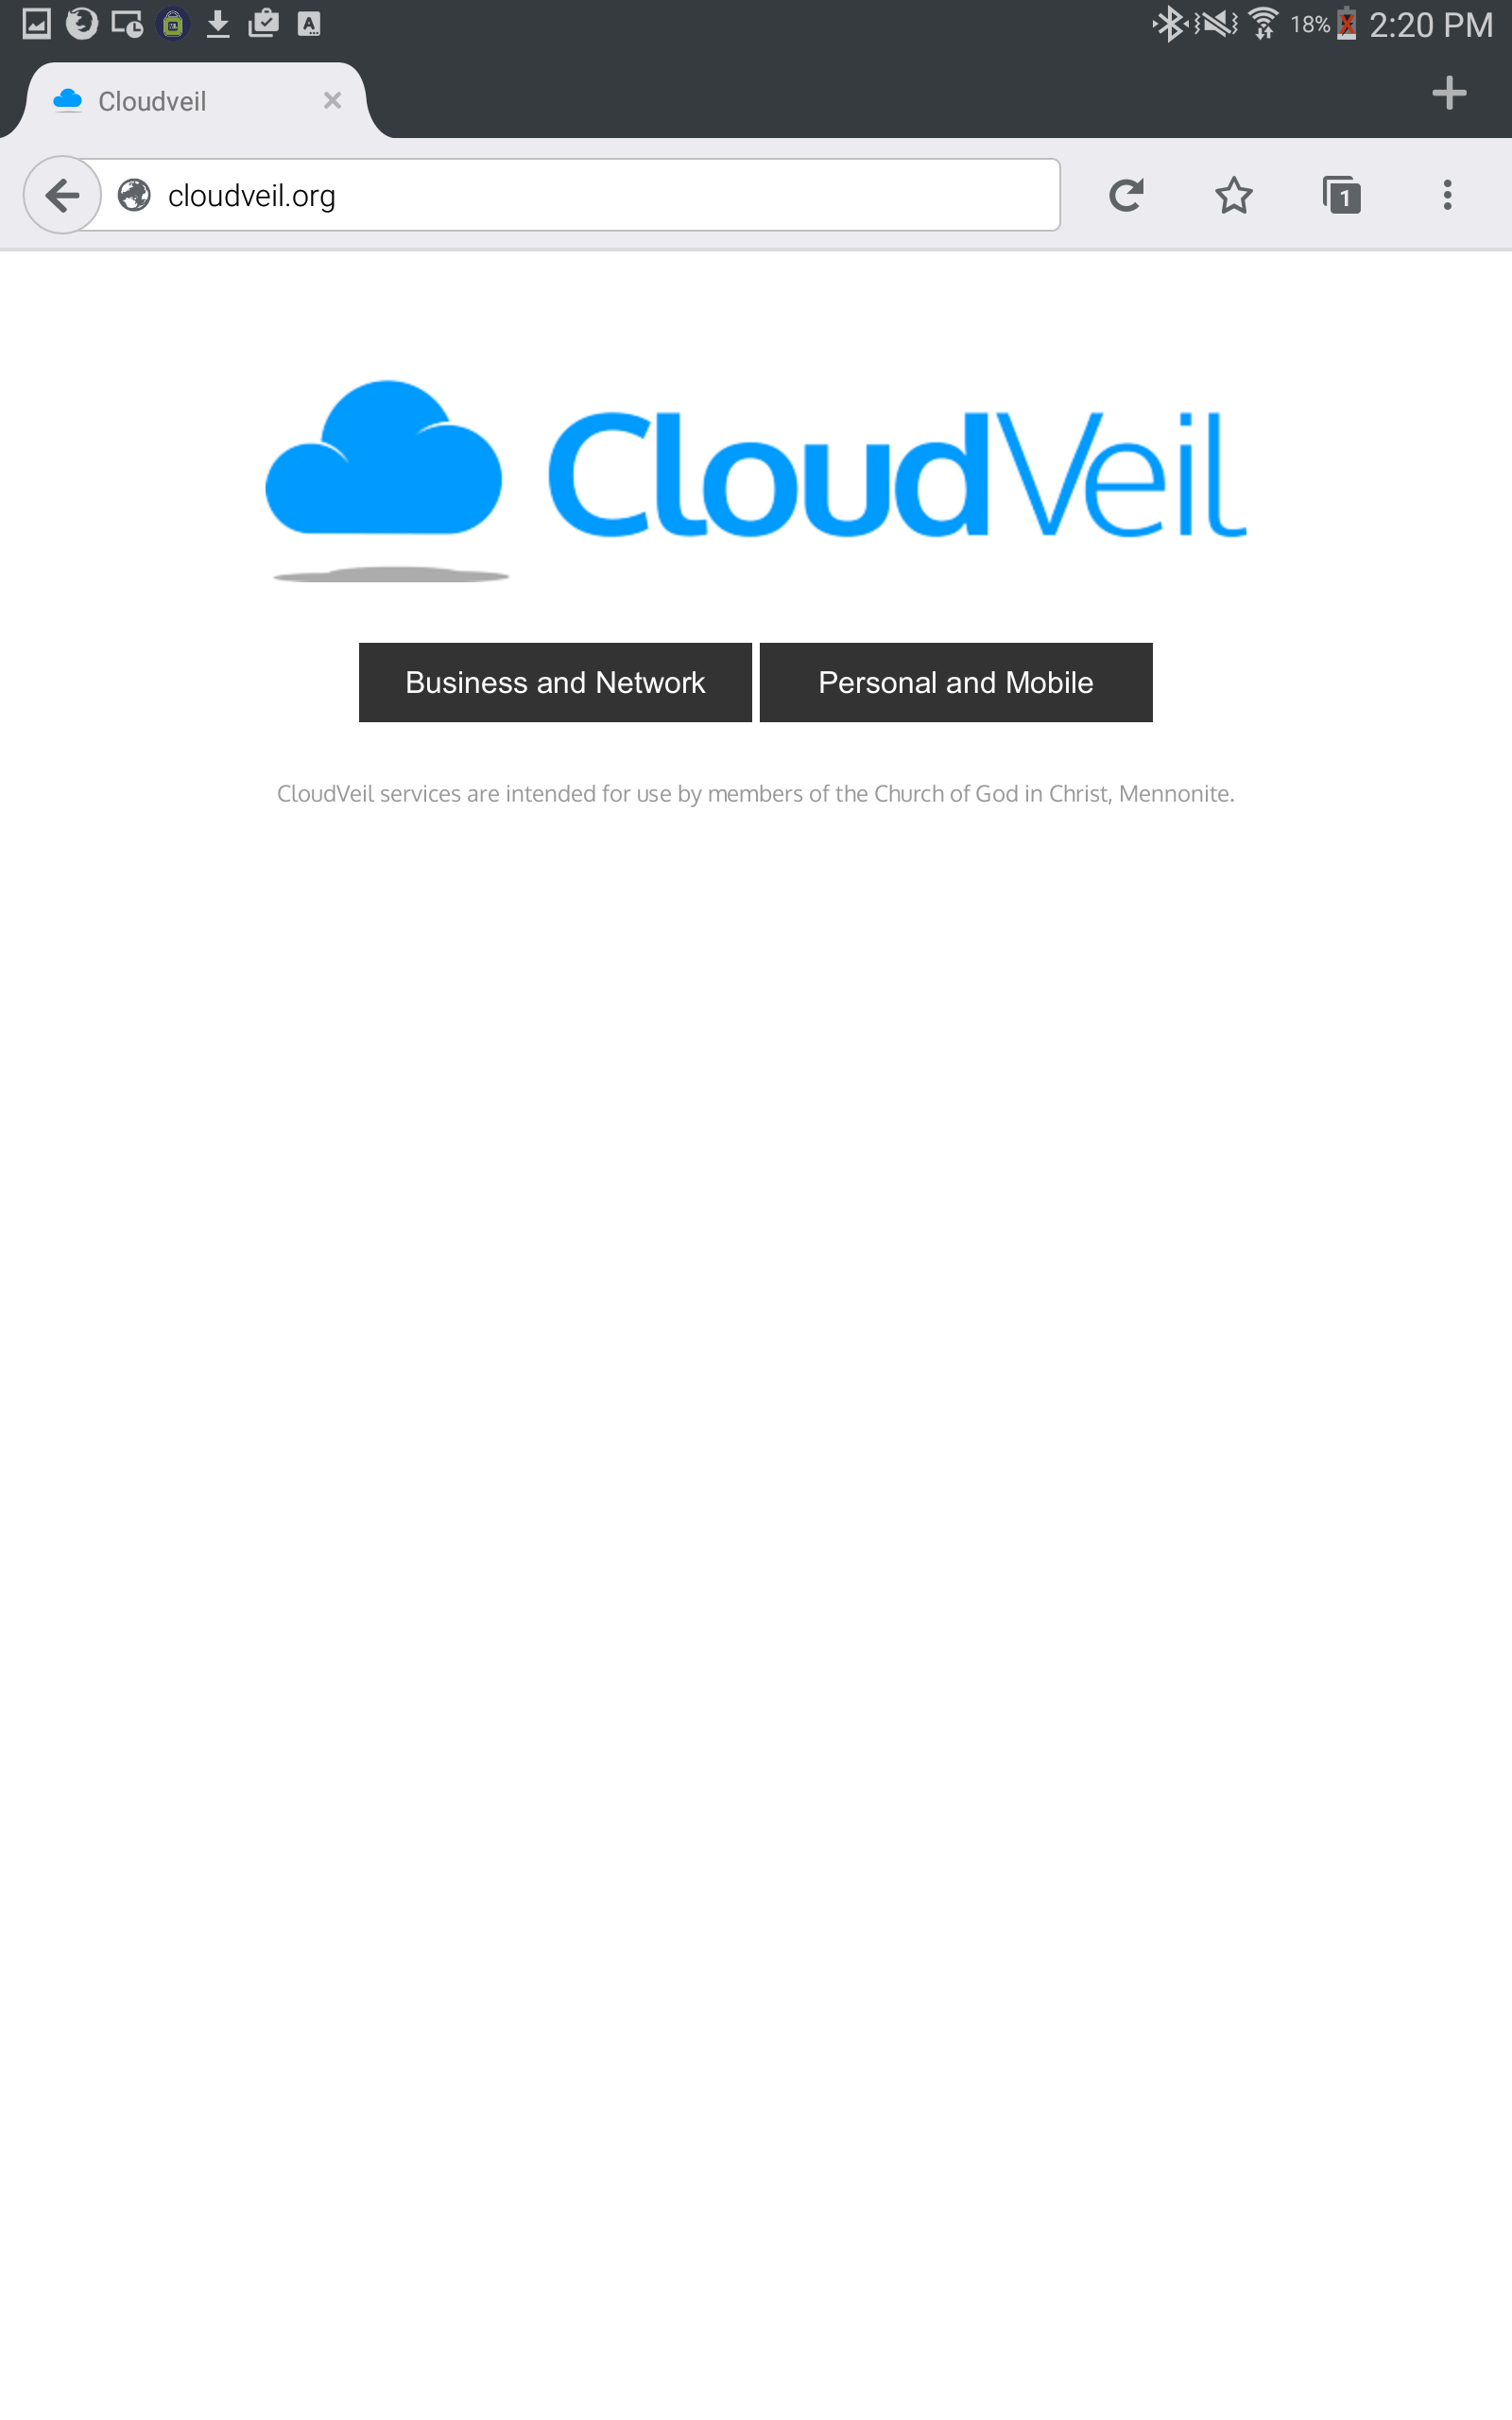 A
18% 2:20 PM
Cloudveil
cloudveil.org
1
CloudVeil
Business and Network Personal and Mobile
CloudVeil services are intended for use by members of the Church of God in Christ, Mennonite.